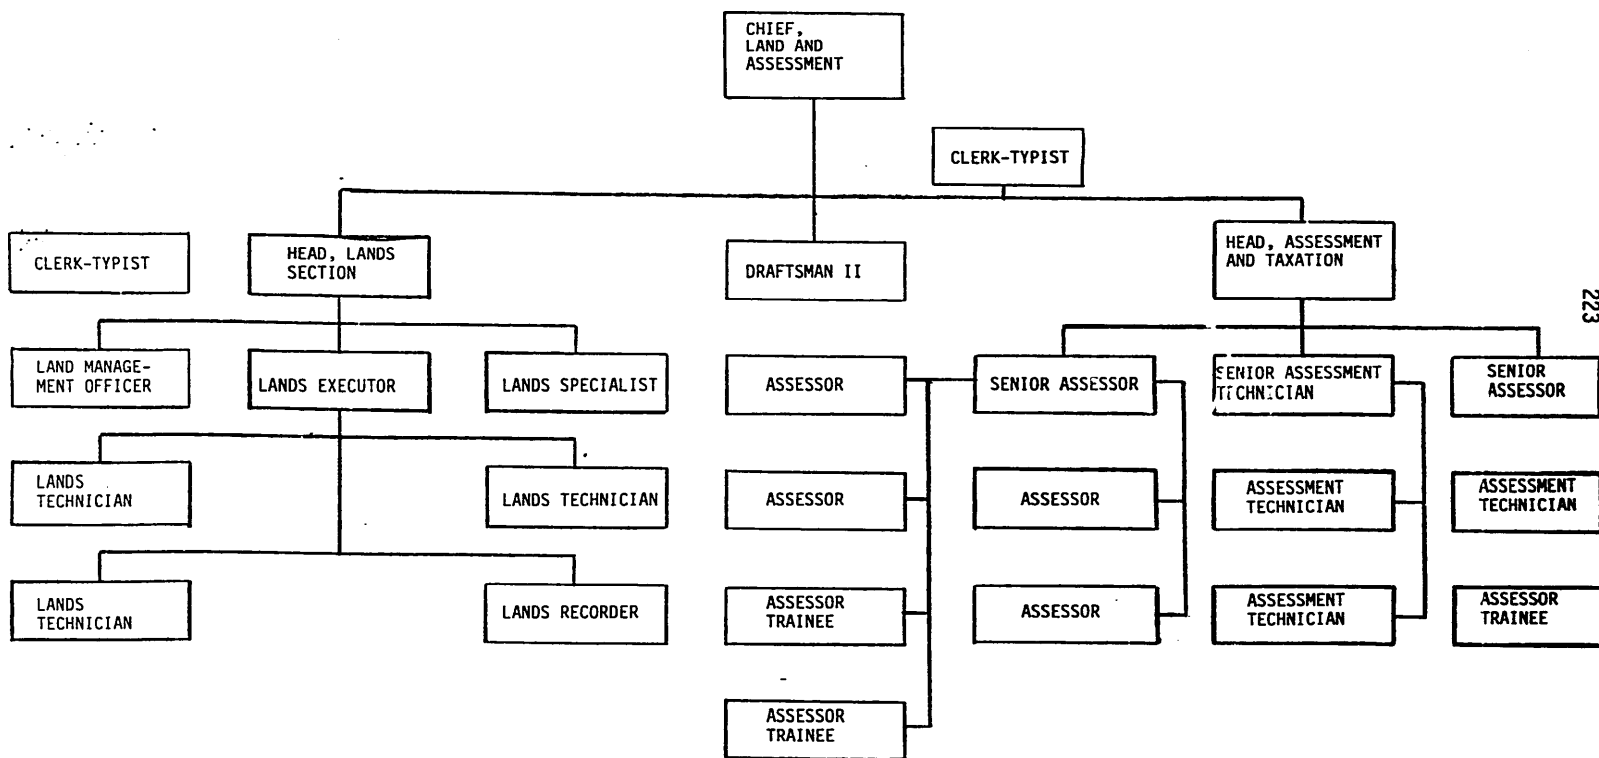 CHIEF,
LAND AND
ASSESSMENT
CLERK-TYPIST
CLERK-TYPIST
HEAD, LANDS
SECTION
DRAFTSMAN II
HEAD, ASSESSMENT
AND TAXATION
223
LAND MANAGE-
MENT OFFICER
LANDS EXECUTOR
LANDS SPECIALIST
ASSESSOR
SENIOR ASSESSOR
SENIOR ASSESSMENT
TECHNICIAN
SENIOR
ASSESSOR
LANDS
TECHNICIAN
LANDS TECHNICIAN
ASSESSOR
ASSESSOR
ASSESSMENT
TECHNICIAN
ASSESSMENT
TECHNICIAN
LANDS
TECHNICIAN
LANDS RECORDER
ASSESSOR
TRAINEE
ASSESSOR
ASSESSMENT
TECHNICIAN
ASSESSOR
TRAINEE
ASSESSOR
TRAINEE